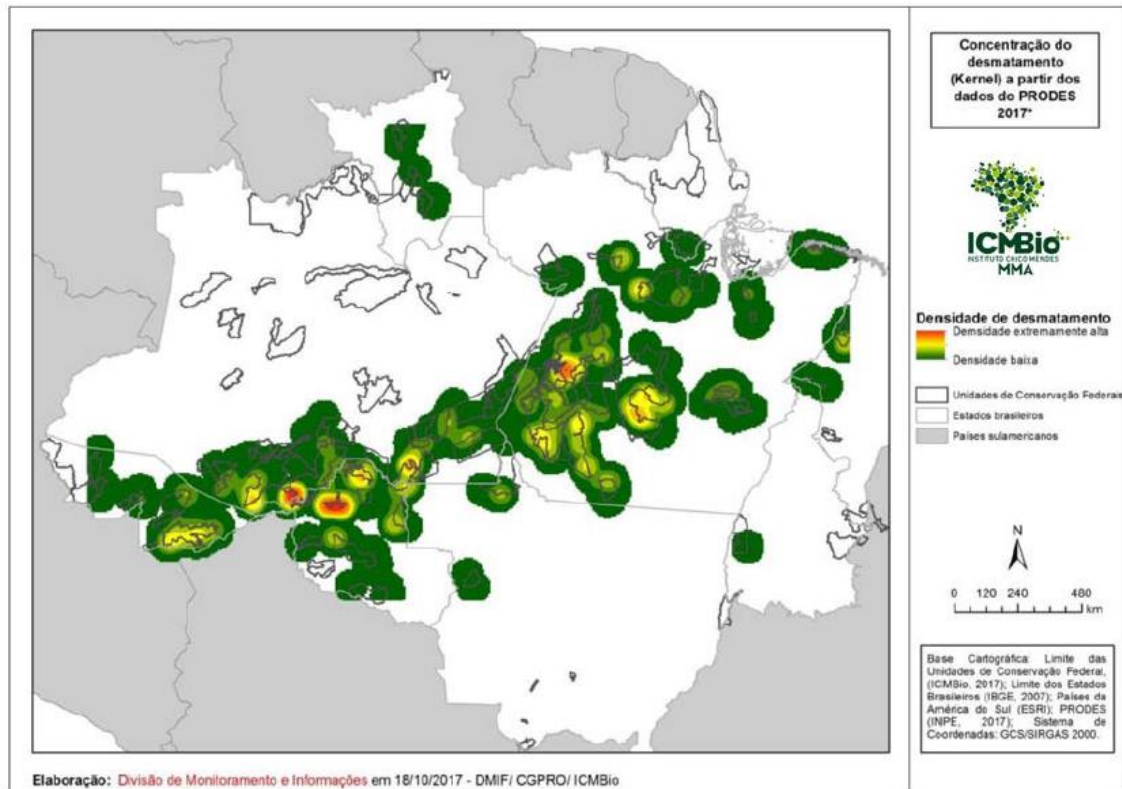 Concentração do
desmatamento
(Kernel) a partir dos
dados do PRODES
2017*
ICMBio
INSTITUTO CHICO MENDES
MMA
Densidade de desmatamento
Demsidade extremamente alta
Densidade baixa
Unidades de Conservação Federais
Estados brasileiros
Países sulamericanos
N
0 120 240 480
km
Base Cartográfica: Limite das
Unidades de Conservação Federal,
(ICMBio, 2017); Limite dos Estados
Brasileiros (IBGE, 2007); Países da
América do Sul (ESRI); PRODES
(INPE, 2017); Sistema de
Coordenadas: GCS/SIRGAS 2000.
Elaboração: Divisão de Monitoramento e Informações em 18/10/2017 - DMIF/ CGPRO/ ICMBio